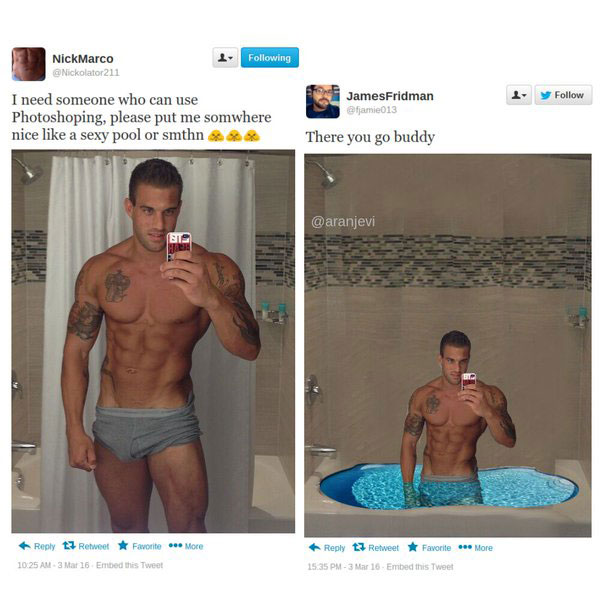 NickMarco
@Nickolator211
Following
I need someone who can use
Photoshoping, please put me somwhere
nice like a sexy pool or smthn
Reply
Retweet
Favorite
More
10:25 AM - 3 Mar 16 · Embed this Tweet
JamesFridman
@fjamie013
Follow
There you go buddy
@aranjevi
Reply
Retweet
Favorite
More
15:35 PM - 3 Mar 16 - Embed this Tweet